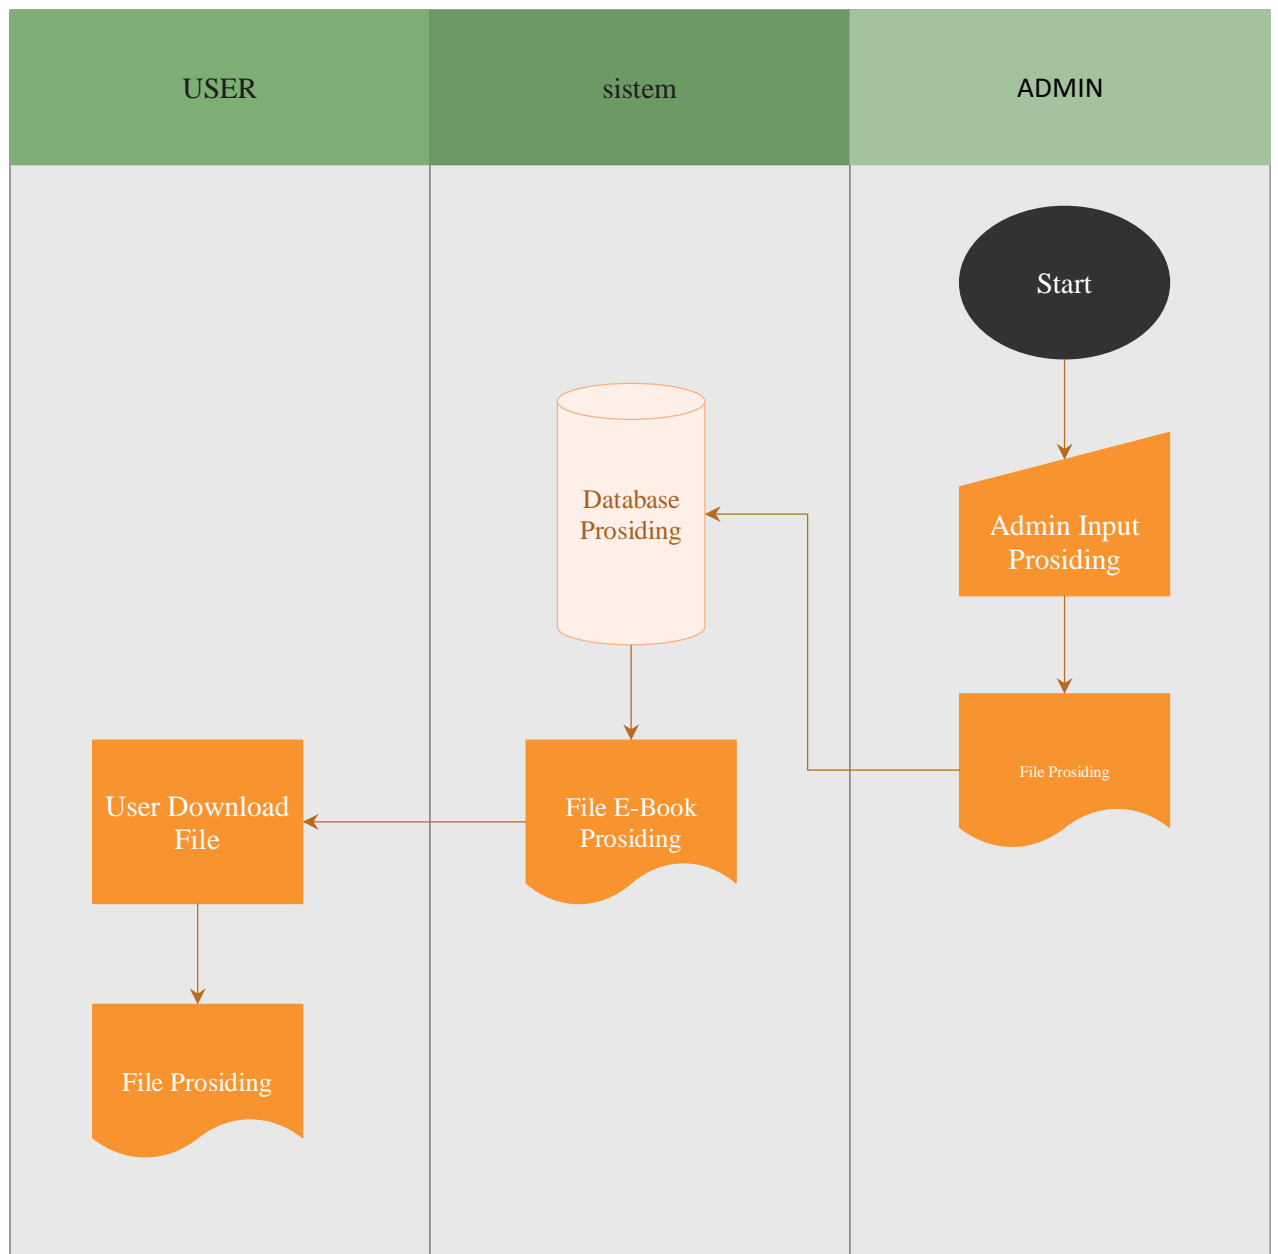 USER
sistem
ADMIN
Start
Database
Prosiding
Admin Input
Prosiding
File Prosiding
User Download
File
File E-Book
Prosiding
File Prosiding